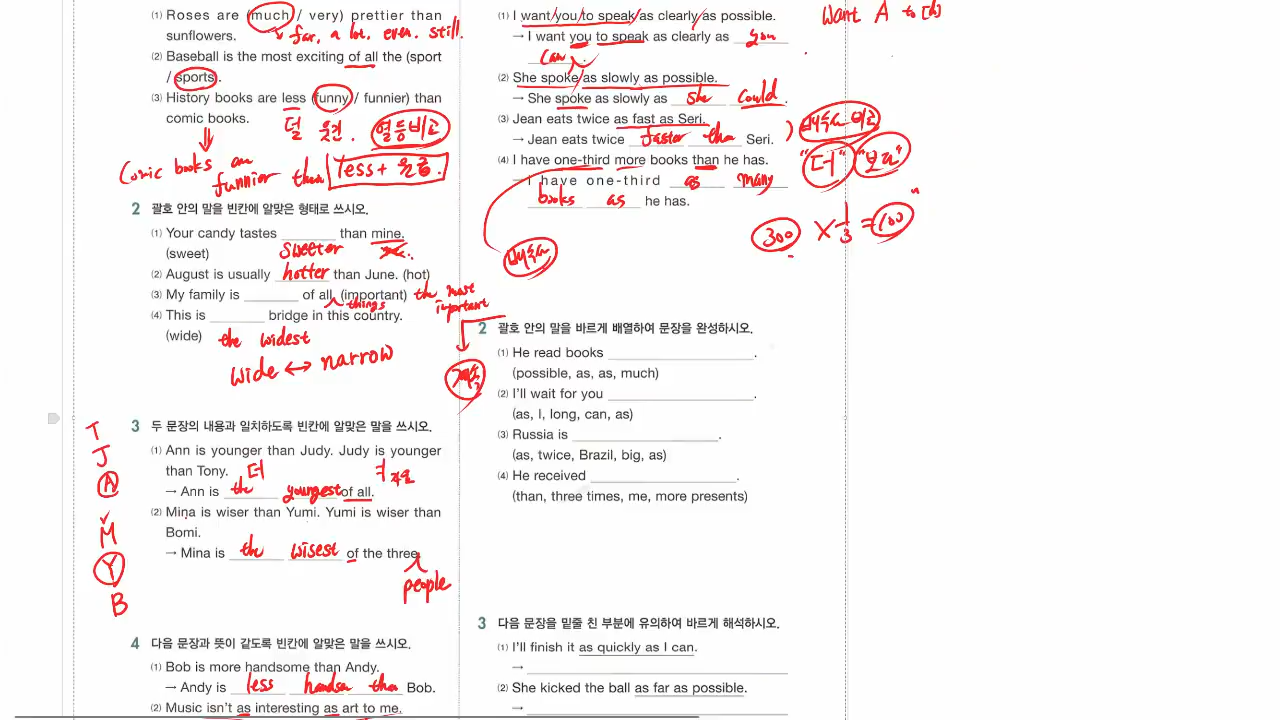 (1) Roses are (much / very) prettier than
sunflowers.
far, a lot, even, still.
(2) Baseball is the most exciting of all the (sport
/ sports).
(3) History books are less (funny / funnier) than
comic books.
덜 웃긴. 열등비교
Comic books are
funnier than
less + 원급.
2 괄호 안의 말을 빈칸에 알맞은 형태로 쓰시오.
(1) Your candy tastes ________ than mine.
(sweet) sweeter
(2) August is usually hotter than June. (hot)
(3) My family is ________ of all. (important) the most
important
things
(4) This is ________ bridge in this country.
(wide) the widest
wide ↔ narrow
3 두 문장의 내용과 일치하도록 빈칸에 알맞은 말을 쓰시오.
(1) Ann is younger than Judy. Judy is younger
than Tony.
→ Ann is the youngest of all.
T
J
A
(2) Mina is wiser than Yumi. Yumi is wiser than
Bomi.
→ Mina is the wisest of the three
people
M
Y
B
4 다음 문장과 뜻이 같도록 빈칸에 알맞은 말을 쓰시오.
(1) Bob is more handsome than Andy.
→ Andy is less than Bob.
(2) Music isn't as interesting as art to me.
(1) I want/you/to speak as clearly as possible.
want A to
→ I want you to speak as clearly as you
can.
(2) She spoke/as slowly as possible.
→ She spoke as slowly as she could.
(3) Jean eats twice as fast as Seri.
→ Jean eats twice faster than Seri.
"더" "보다"
(4) I have one-third more books than he has.
→ I have one-third as many
books as he has.
300 × 1/3 = 100
배수사
2 괄호 안의 말을 바르게 배열하여 문장을 완성하시오.
(1) He read books ________.
(possible, as, as, much)
(2) I'll wait for you ________.
(as, I, long, can, as)
(3) Russia is ________.
(as, twice, Brazil, big, as)
(4) He received ________.
(than, three times, me, more presents)
3 다음 문장을 밑줄 친 부분에 유의하여 바르게 해석하시오.
(1) I'll finish it as quickly as I can.
→ ________
(2) She kicked the ball as far as possible.
→ ________